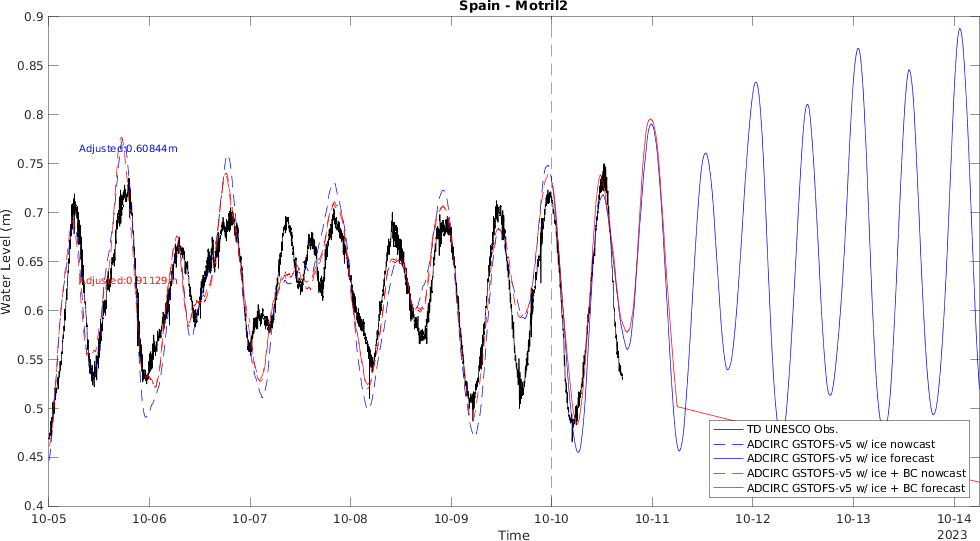 Spain - Motril2
0.9
0.85
0.8
0.75
0.7
0.65
0.6
0.55
0.5
0.45
0.4
Water Level (m)
Adjusted:0.60844m
Adjusted:0.91129m
TD UNESCO Obs.
ADCIRC GSTOFS-v5 w/ ice nowcast
ADCIRC GSTOFS-v5 w/ ice forecast
ADCIRC GSTOFS-v5 w/ ice + BC nowcast
ADCIRC GSTOFS-v5 w/ ice + BC forecast
10-05 10-06 10-07 10-08 10-09 10-10 10-11 10-12 10-13 10-14
Time
2023